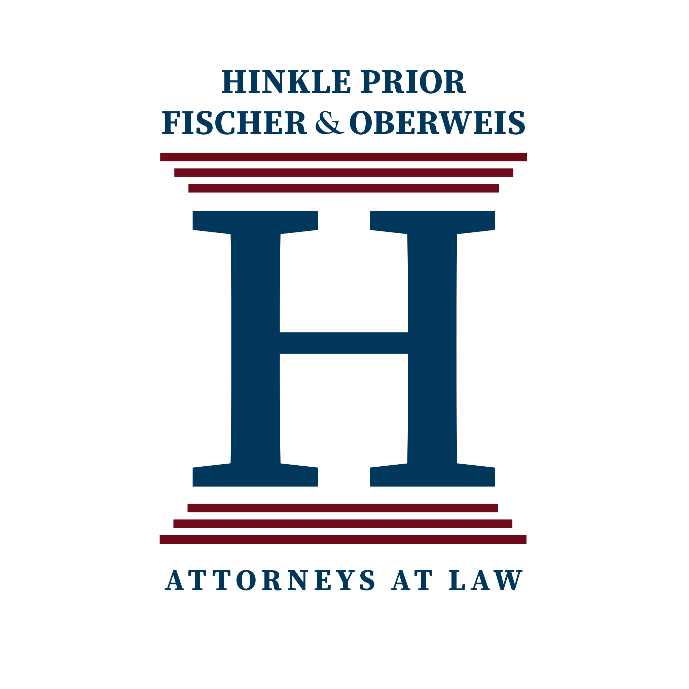 HINKLE PRIOR
FISCHER & OBERWEIS
H
ATTORNEYS AT LAW